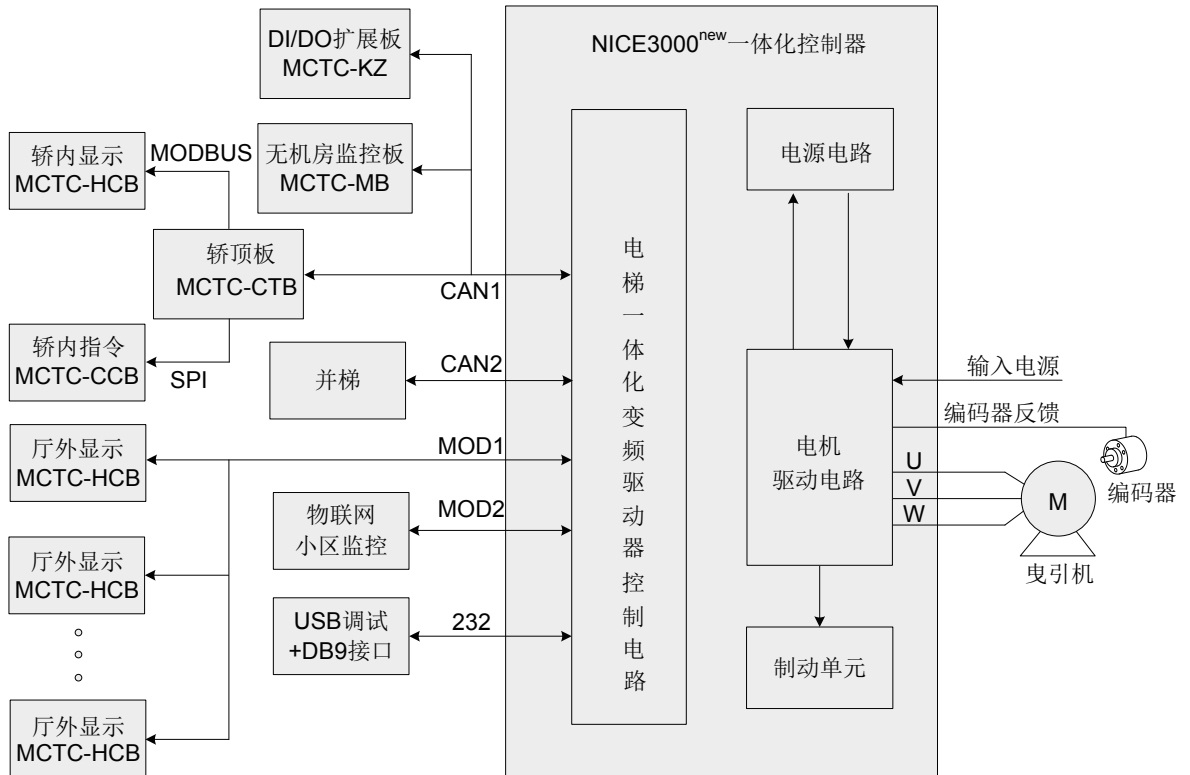 DI/DO扩展板
MCTC-KZ
NICE3000new一体化控制器
轿内显示
MCTC-HCB
MODBUS
无机房监控板
MCTC-MB
电源电路
轿顶板
MCTC-CTB
CAN1
电梯一体化变频驱动器控制电路
轿内指令
MCTC-CCB
SPI
并梯
CAN2
输入电源
编码器反馈
电机
驱动电路
U
V
W
M
编码器
曳引机
厅外显示
MCTC-HCB
MOD1
物联网
小区监控
MOD2
厅外显示
MCTC-HCB
USB调试
+DB9接口
232
制动单元
厅外显示
MCTC-HCB